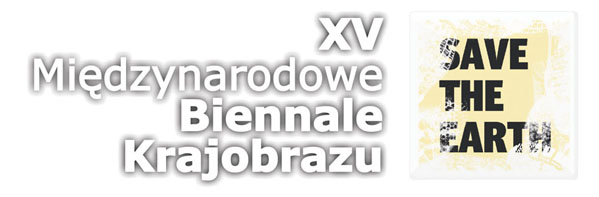 XV
Międzynarodowe
Biennale
Krajobrazu
SAVE
THE
EARTH